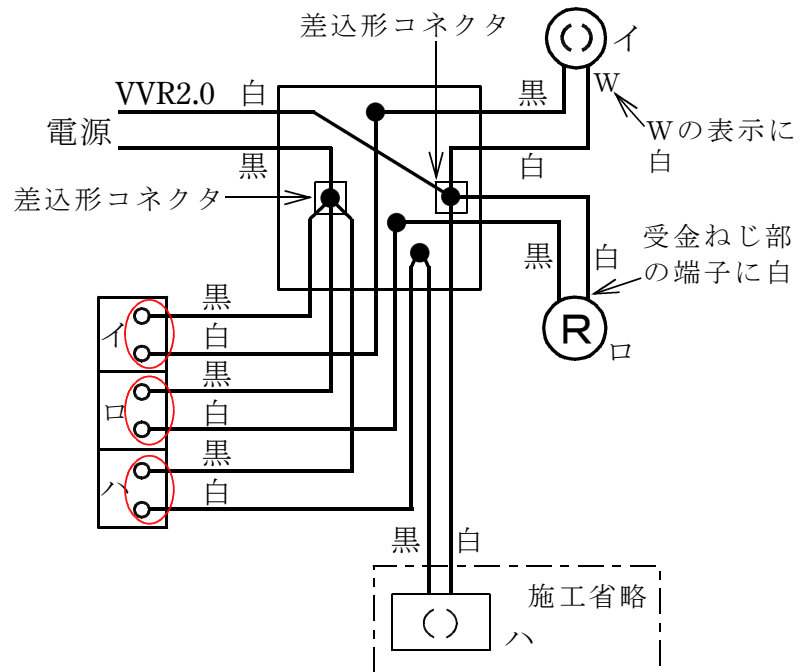 差込形コネクタ
イ
VVR2.0 白
黒
W
電源
Wの表示に
白
黒
白
差込形コネクタ
受金ねじ部
の端子に白
黒
白
R
ロ
イ
黒
白
ロ
黒
白
ハ
黒
白
黒 白
施工省略
ハ